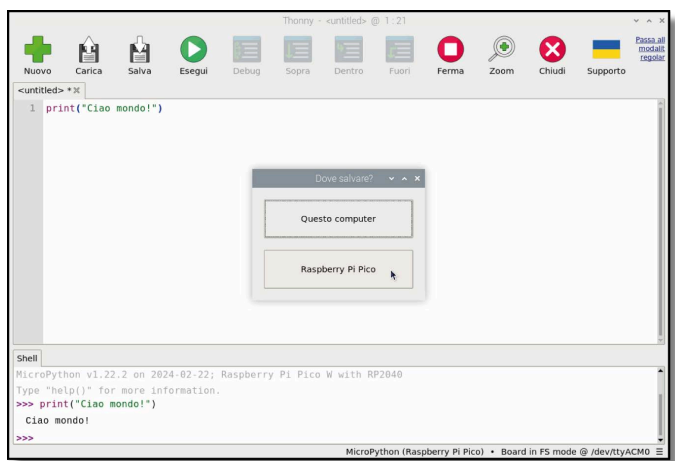 Thonny – <untitled> @ 1 : 21
Nuovo Carica Salva Esegui Debug Sopra Dentro Fuori Ferma Zoom Chiudi Supporto
Passa all
modalit
regolar
<untitled> *
1 print("Ciao mondo!")
Dove salvare?
Questo computer
Raspberry Pi Pico
Shell
MicroPython v1.22.2 on 2024-02-22; Raspberry Pi Pico W with RP2040
Type "help()" for more information.
>>> print("Ciao mondo!")
Ciao mondo!
>>>
MicroPython (Raspberry Pi Pico) • Board in FS mode @ /dev/ttyACM0 ☰